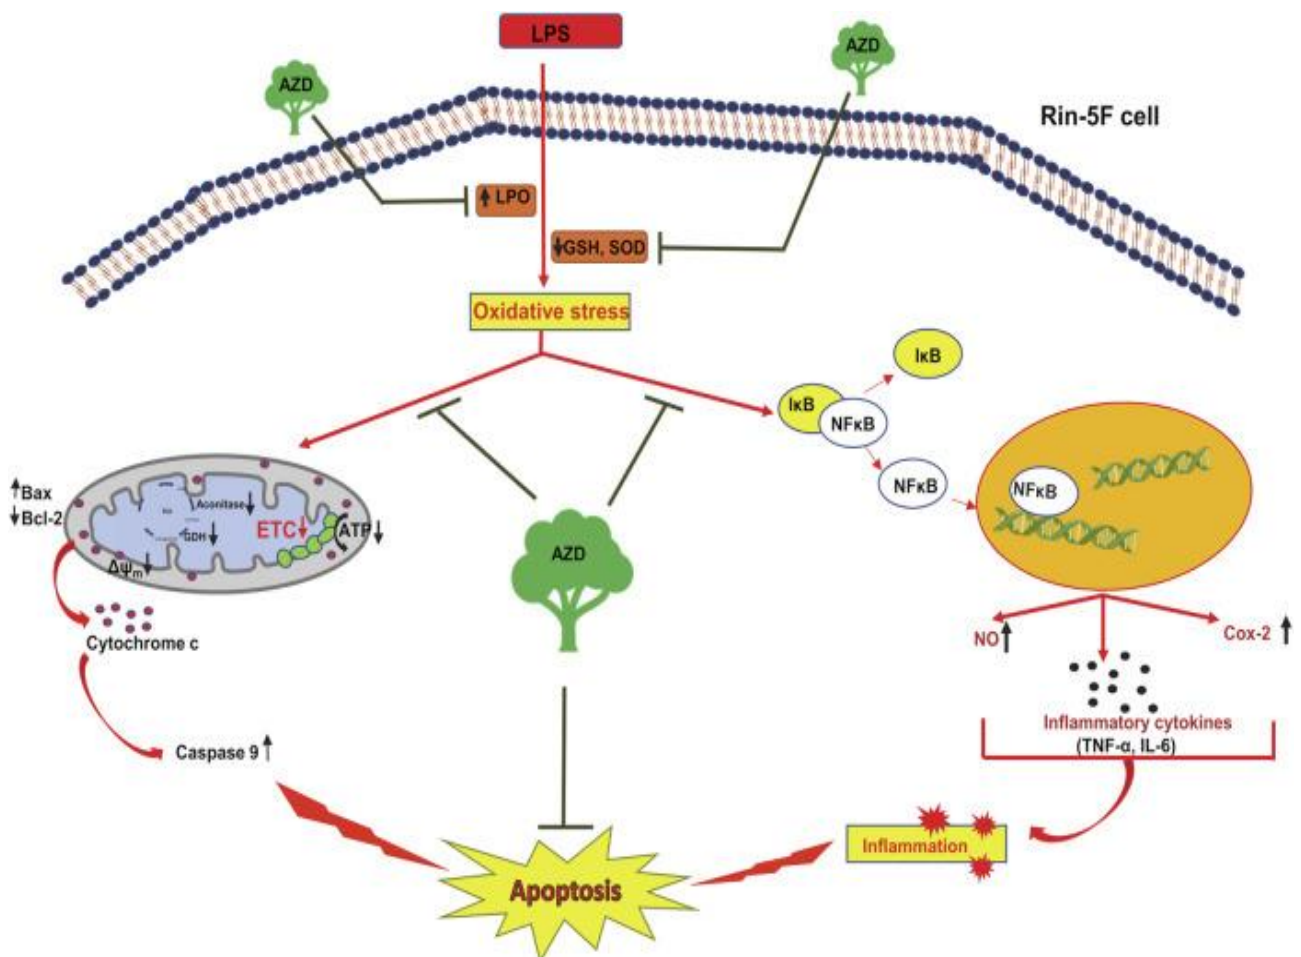 LPS
AZD
AZD
Rin-5F cell
LPO
GSH, SOD
Oxidative stress
IκB
IκB
NFκB
NFκB
NFκB
Bax
Bcl-2
Aconitase
GDH
ETC
ATP
Δψm
AZD
Cytochrome c
NO
Cox-2
Inflammatory cytokines
(TNF-α, IL-6)
Caspase 9
Inflammation
Apoptosis